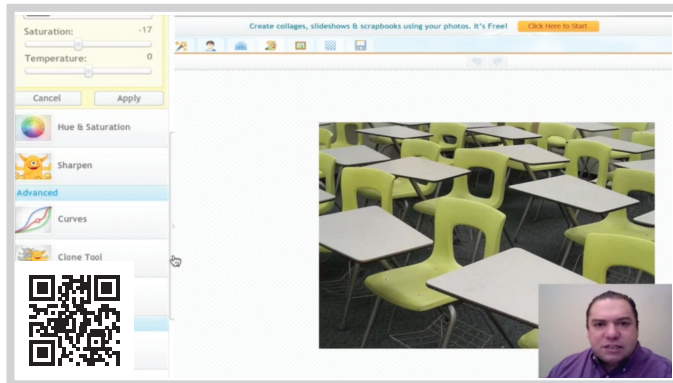 Saturation: -17
Temperature: 0
Cancel Apply
Hue & Saturation
Sharpen
Advanced
Curves
Clone Tool
Create collages, slideshows & scrapbooks using your photos. It's Free! Click Here to Start